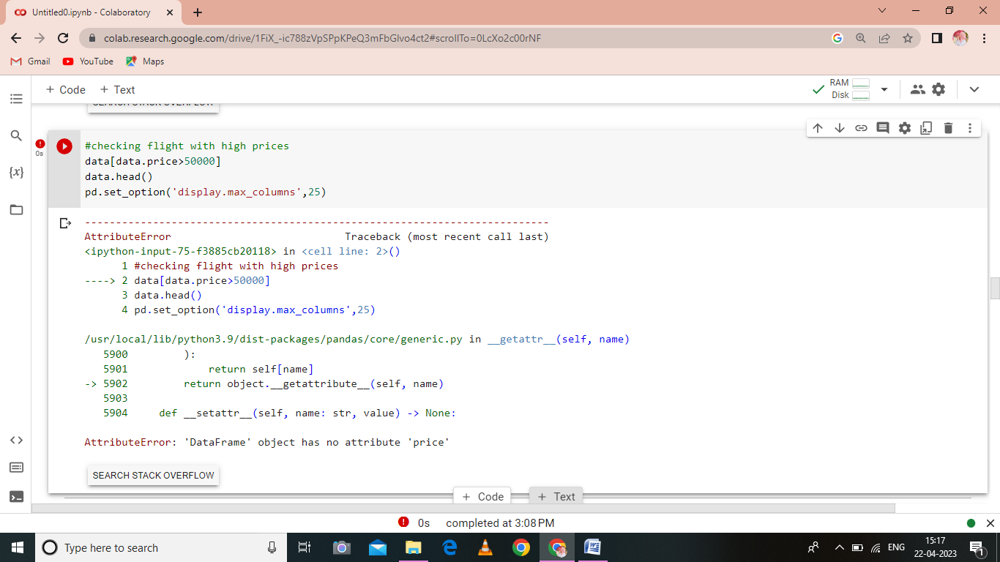 Untitled0.ipynb - Colaboratory
colab.research.google.com/drive/1FiX_-ic788zVpSPpKPeQ3mFbGlvo4ct2#scrollTo=0LcXo2c00rNF
Gmail YouTube Maps
+ Code + Text
RAM
Disk
SEARCH STACK OVERFLOW
0s
{x}
#checking flight with high prices
data[data.price>50000]
data.head()
pd.set_option('display.max_columns',25)
---------------------------------------------------------------------------
AttributeError Traceback (most recent call last)
<ipython-input-75-f3885cb20118> in <cell line: 2>()
1 #checking flight with high prices
----> 2 data[data.price>50000]
3 data.head()
4 pd.set_option('display.max_columns',25)
/usr/local/lib/python3.9/dist-packages/pandas/core/generic.py in __getattr__(self, name)
5900 ):
5901 return self[name]
-> 5902 return object.__getattribute__(self, name)
5903
5904 def __setattr__(self, name: str, value) -> None:
AttributeError: 'DataFrame' object has no attribute 'price'
SEARCH STACK OVERFLOW
+ Code + Text
0s completed at 3:08 PM
Type here to search
ENG
15:17
22-04-2023
1